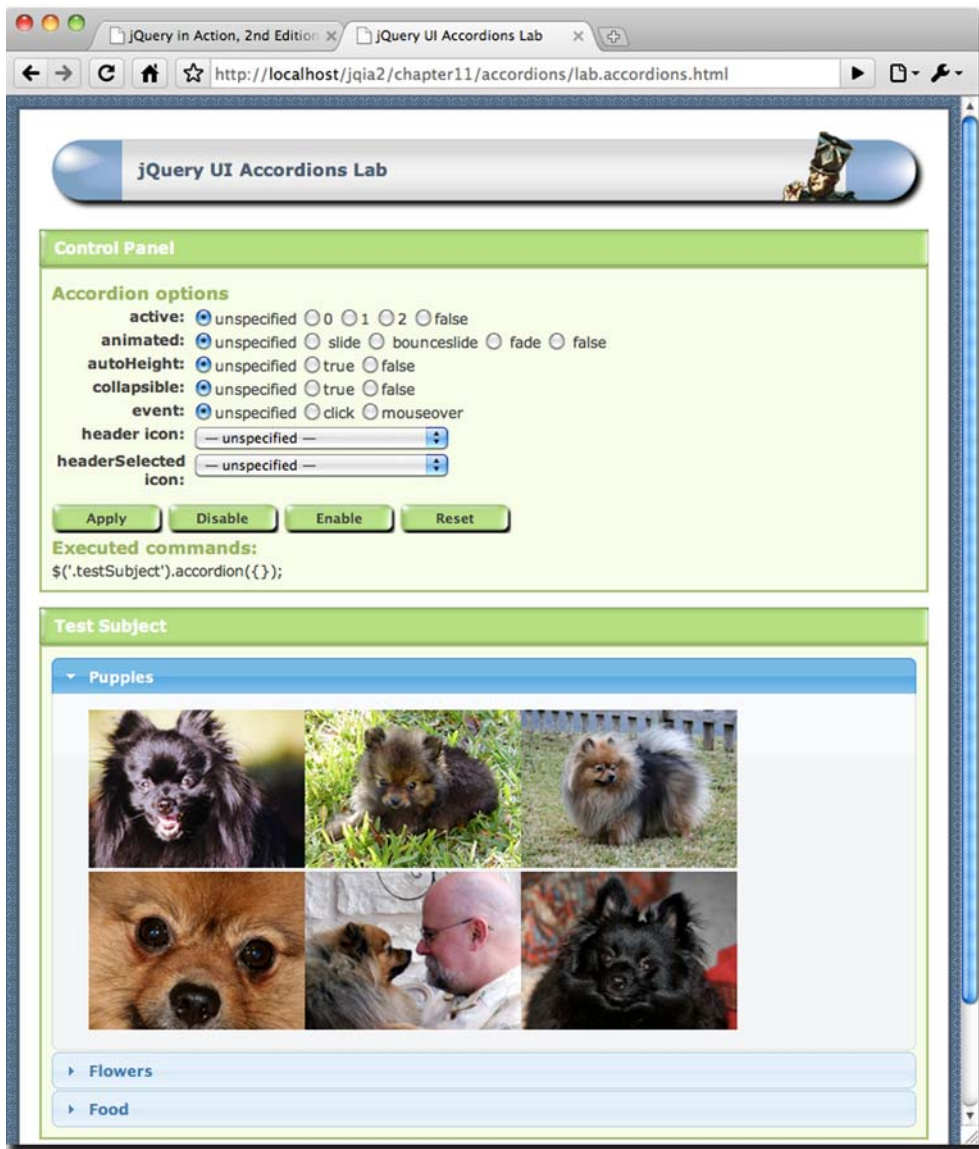 jQuery in Action, 2nd Edition
jQuery UI Accordions Lab
http://localhost/jqia2/chapter11/accordions/lab.accordions.html
jQuery UI Accordions Lab
Control Panel
Accordion options
active: unspecified 0 1 2 false
animated: unspecified slide bounceslide fade false
autoHeight: unspecified true false
collapsible: unspecified true false
event: unspecified click mouseover
header icon: — unspecified —
headerSelected icon: — unspecified —
Apply Disable Enable Reset
Executed commands:
$('.testSubject').accordion({});
Test Subject
Puppies
Flowers
Food